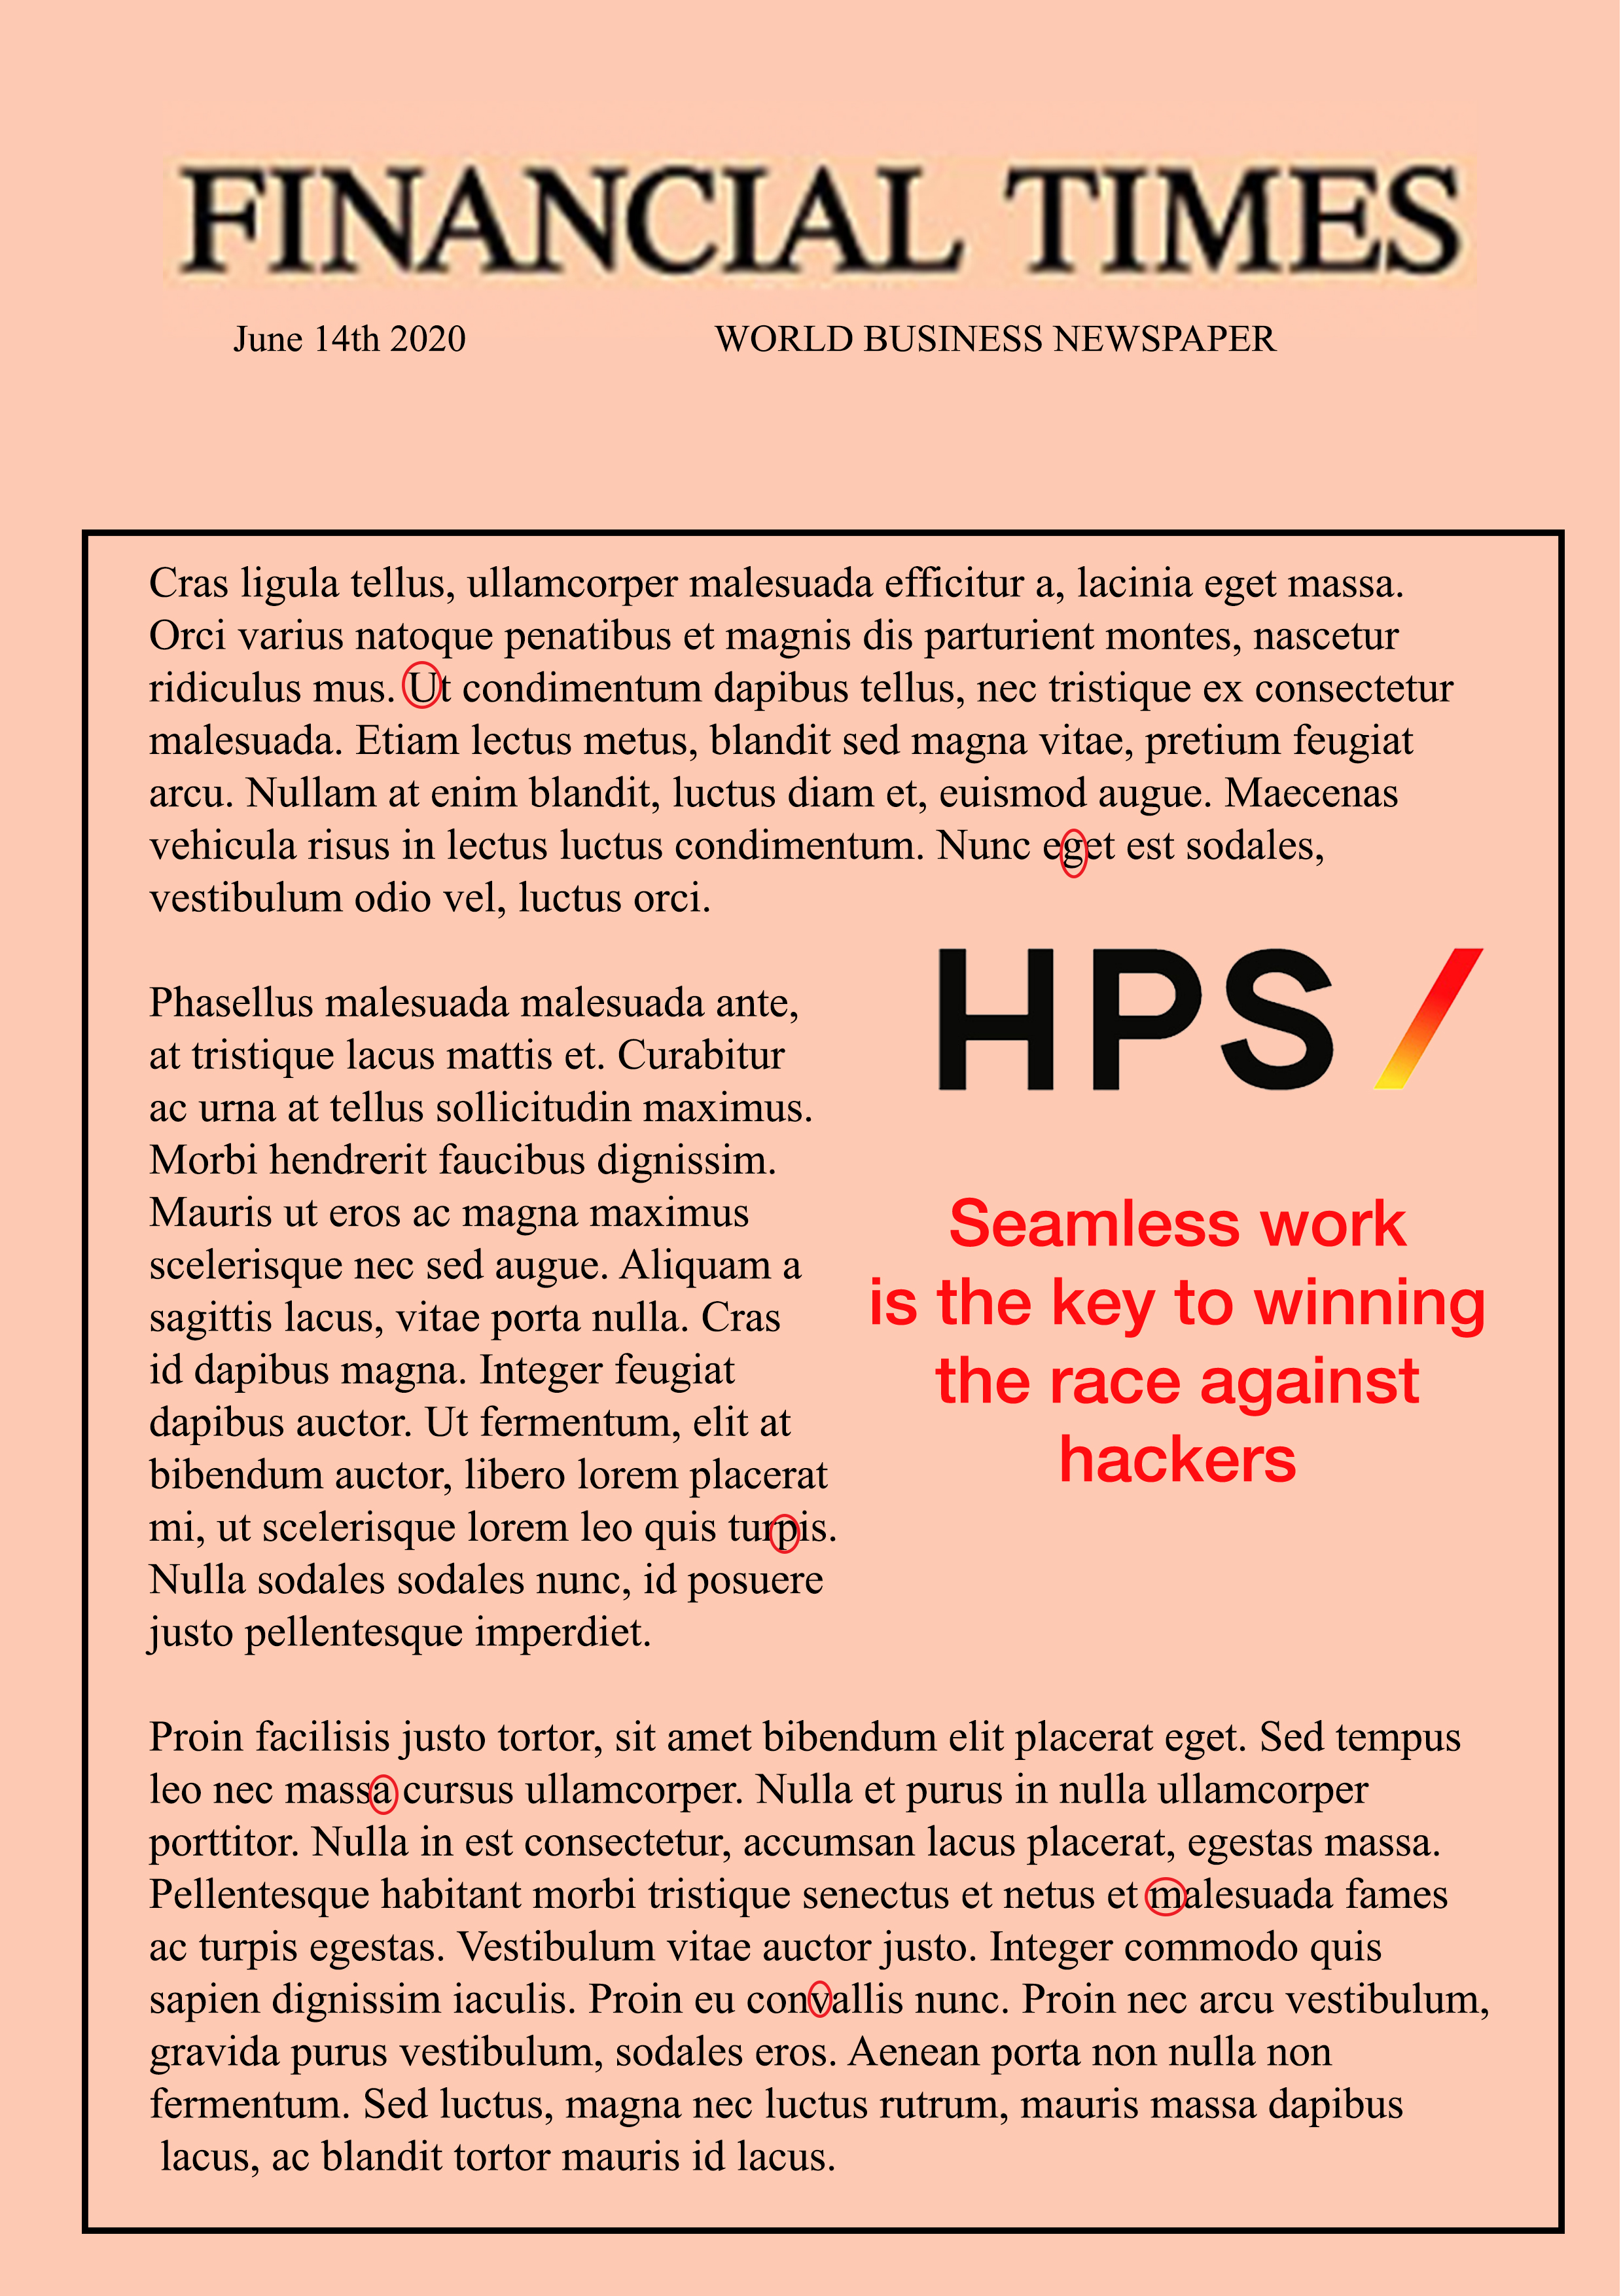 FINANCIAL TIMES
June 14th 2020 WORLD BUSINESS NEWSPAPER
Cras ligula tellus, ullamcorper malesuada efficitur a, lacinia eget massa.
Orci varius natoque penatibus et magnis dis parturient montes, nascetur
ridiculus mus. Ut condimentum dapibus tellus, nec tristique ex consectetur
malesuada. Etiam lectus metus, blandit sed magna vitae, pretium feugiat
arcu. Nullam at enim blandit, luctus diam et, euismod augue. Maecenas
vehicula risus in lectus luctus condimentum. Nunc eget est sodales,
vestibulum odio vel, luctus orci.
Phasellus malesuada malesuada ante,
at tristique lacus mattis et. Curabitur
ac urna at tellus sollicitudin maximus.
Morbi hendrerit faucibus dignissim.
Mauris ut eros ac magna maximus
scelerisque nec sed augue. Aliquam a
sagittis lacus, vitae porta nulla. Cras
id dapibus magna. Integer feugiat
dapibus auctor. Ut fermentum, elit at
bibendum auctor, libero lorem placerat
mi, ut scelerisque lorem leo quis turpis.
Nulla sodales sodales nunc, id posuere
justo pellentesque imperdiet.
HPS/
Seamless work
is the key to winning
the race against
hackers
Proin facilisis justo tortor, sit amet bibendum elit placerat eget. Sed tempus
leo nec massa cursus ullamcorper. Nulla et purus in nulla ullamcorper
porttitor. Nulla in est consectetur, accumsan lacus placerat, egestas massa.
Pellentesque habitant morbi tristique senectus et netus et malesuada fames
ac turpis egestas. Vestibulum vitae auctor justo. Integer commodo quis
sapien dignissim iaculis. Proin eu convallis nunc. Proin nec arcu vestibulum,
gravida purus vestibulum, sodales eros. Aenean porta non nulla non
fermentum. Sed luctus, magna nec luctus rutrum, mauris massa dapibus
lacus, ac blandit tortor mauris id lacus.